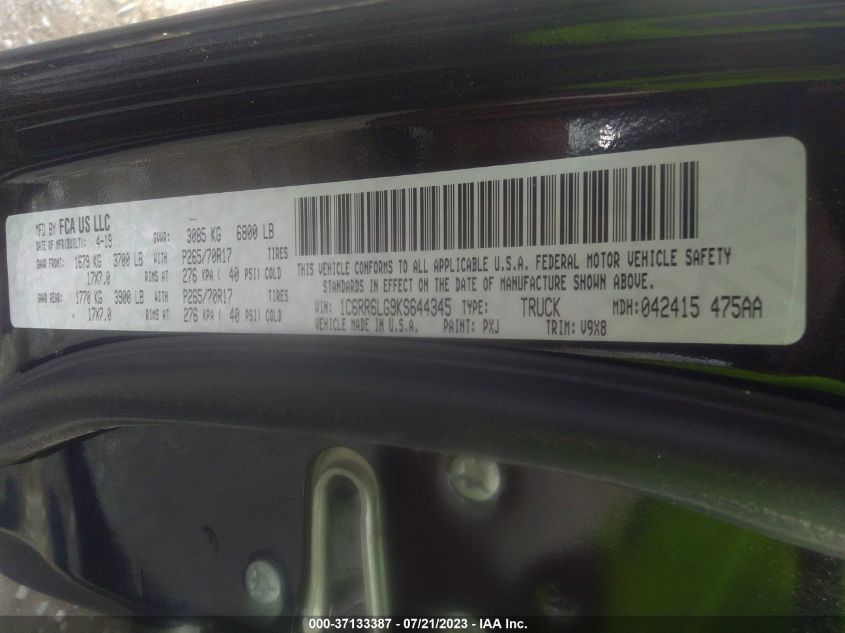 MFD BY FCA US LLC
DATE OF MFR(BUILT): 4-19 GVWR: 3085 KG 6800 LB
GAWR FRONT: 1679 KG 3700 LB WITH P265/70R17 TIRES
17X7.0 RIMS AT 276 KPA ( 40 PSI) COLD
GAWR REAR: 1770 KG 3900 LB WITH P265/70R17 TIRES
17X7.0 RIMS AT 276 KPA ( 40 PSI) COLD
THIS VEHICLE CONFORMS TO ALL APPLICABLE U.S.A. FEDERAL MOTOR VEHICLE SAFETY
STANDARDS IN EFFECT ON THE DATE OF MANUFACTURE SHOWN ABOVE.
VIN: 1C6RR6LG9KS644345 TYPE: TRUCK MDH: 042415 475AA
VEHICLE MADE IN U.S.A. PAINT: PXJ TRIM: V9X8
000-37133387 - 07/21/2023 - IAA Inc.